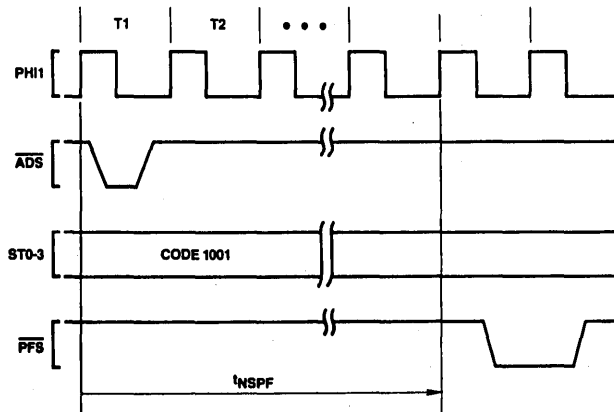 T1 T2 • • •
PHI1
ADS
ST0-3 CODE 1001
PFS
tNSPF